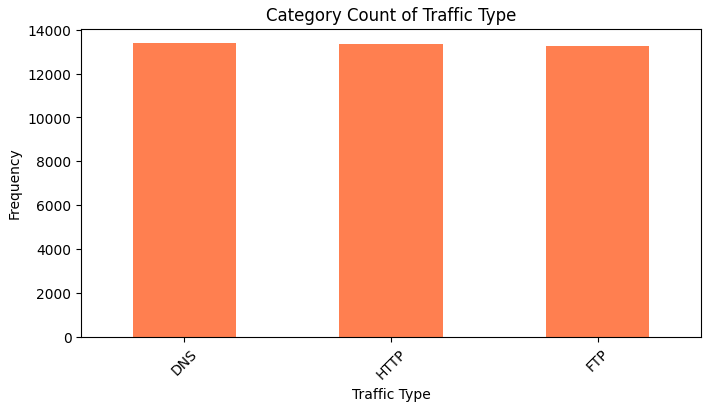 Category Count of Traffic Type
Frequency
14000
12000
10000
8000
6000
4000
2000
0
DNS
HTTP
FTP
Traffic Type